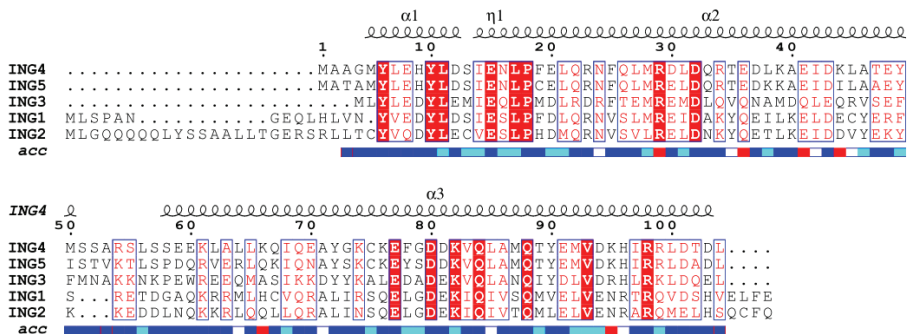 α1 η1 α2
1 10 20 30 40
ING4 .....................MAAGMYLEHYLDSIENLPFELQRNFQLMRDLDQRTEDLKAEIDKLATEY
ING5 .....................MATAMYLEHYLDSIENLPCELQRNFQLMRELDQRTEDKKAEIDILAAEY
ING3 ........................MLYLEDYLEMIEQLPMDLRDRFTEMREMDLQVQNAMDQLEQRVSEF
ING1 MLSPAN...........GEQLHLVN.YVEDYLDSIESLPFDLQRNVSLMREIDAKYQEILKELDECYERF
ING2 MLGQQQQQLYSSAALLTGERSRLLTCYVQDYLECVESLPHDMQRNVSVLRELDNKYQETLKEIDDVYEKY
acc
α3
ING4
50 60 70 80 90 100
ING4 MSSARSLSSEEKLALLKQIQEAYGKCKEFGDDKVQLAMQTYEMVDKHIRRLDTDL....
ING5 ISTVKTLSPDQRVERLQKIQNAYSKCKEYSDDKVQLAMQTYEMVDKHIRRLDADL....
ING3 FMNAKKNKPEWREEQMASIKKDYYKALEDADEKVQLANQIYDLVDRHLRKLDQEL....
ING1 S...RETDGAQKRRMLHCVQRALIRSQELGDEKIQIVSQMVELVENRTRQVDSHVELFE
ING2 K...KEDDLNQKKRLQQLLQRALINSQELGDEKIQIVTQMLELVENRARQMELHSQCFQ
acc